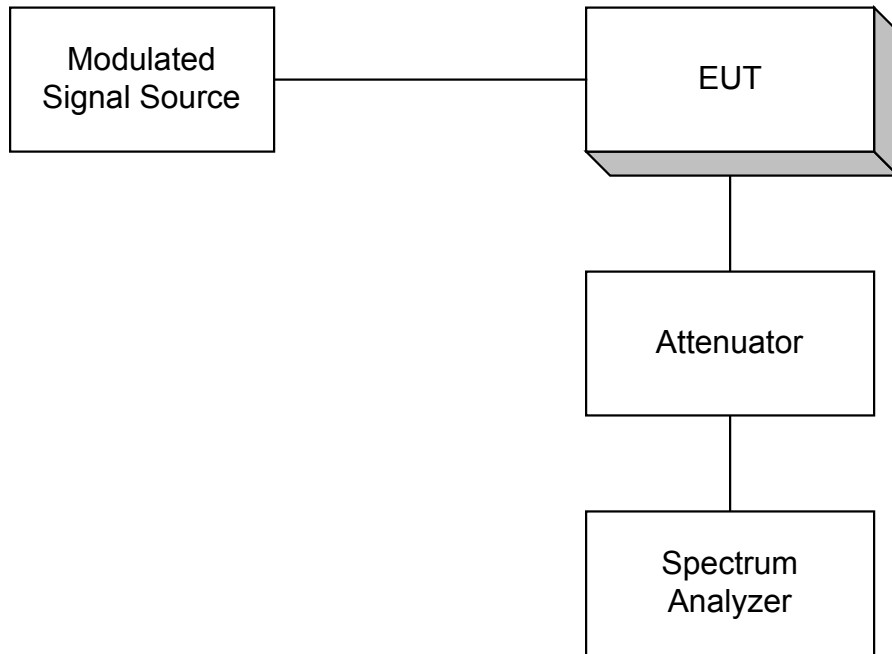 Modulated
Signal Source
EUT
Attenuator
Spectrum
Analyzer